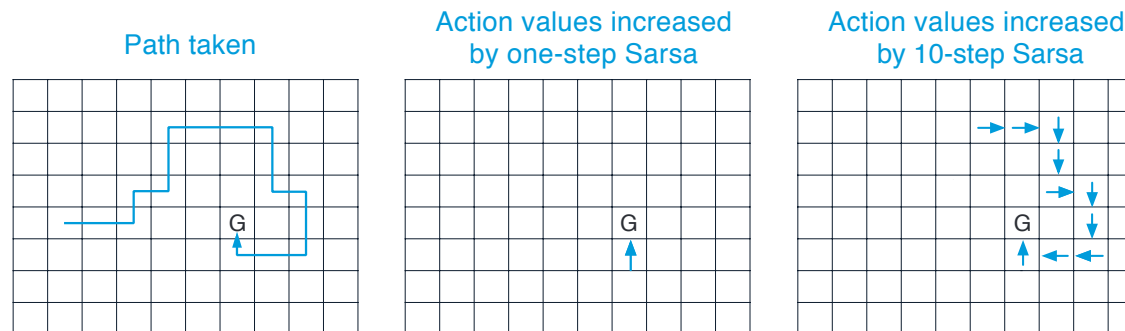 Path taken
Action values increased
by one-step Sarsa
Action values increased
by 10-step Sarsa
G
G
G